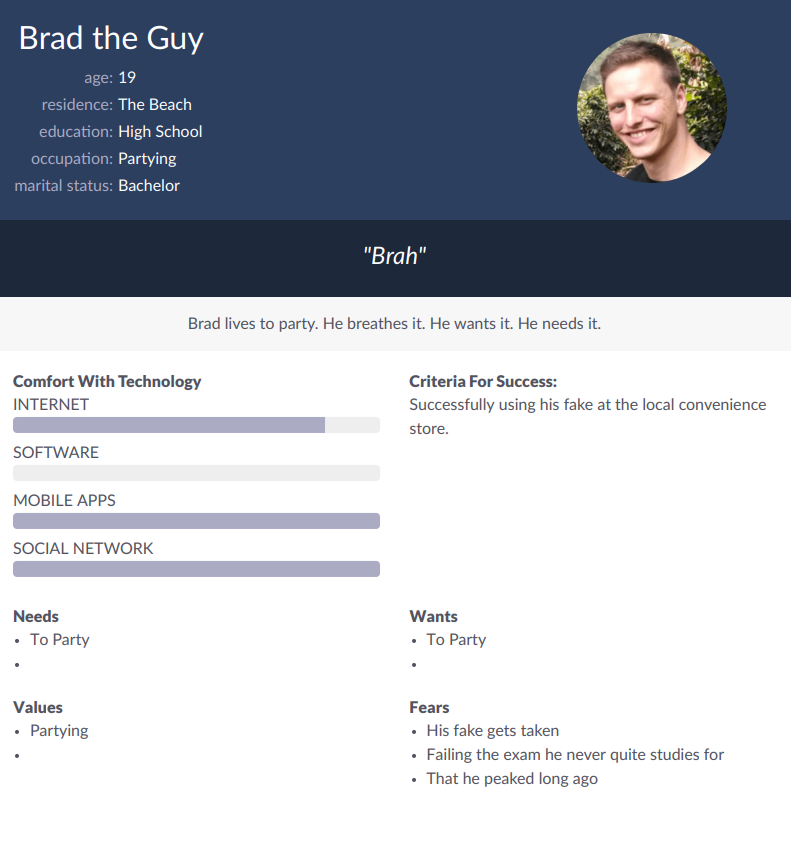 Brad the Guy
age: 19
residence: The Beach
education: High School
occupation: Partying
marital status: Bachelor
"Brah"
Brad lives to party. He breathes it. He wants it. He needs it.
Comfort With Technology
INTERNET
SOFTWARE
MOBILE APPS
SOCIAL NETWORK
Criteria For Success:
Successfully using his fake at the local convenience
store.
Needs
• To Party
•
Wants
• To Party
•
Values
• Partying
•
Fears
• His fake gets taken
• Failing the exam he never quite studies for
• That he peaked long ago